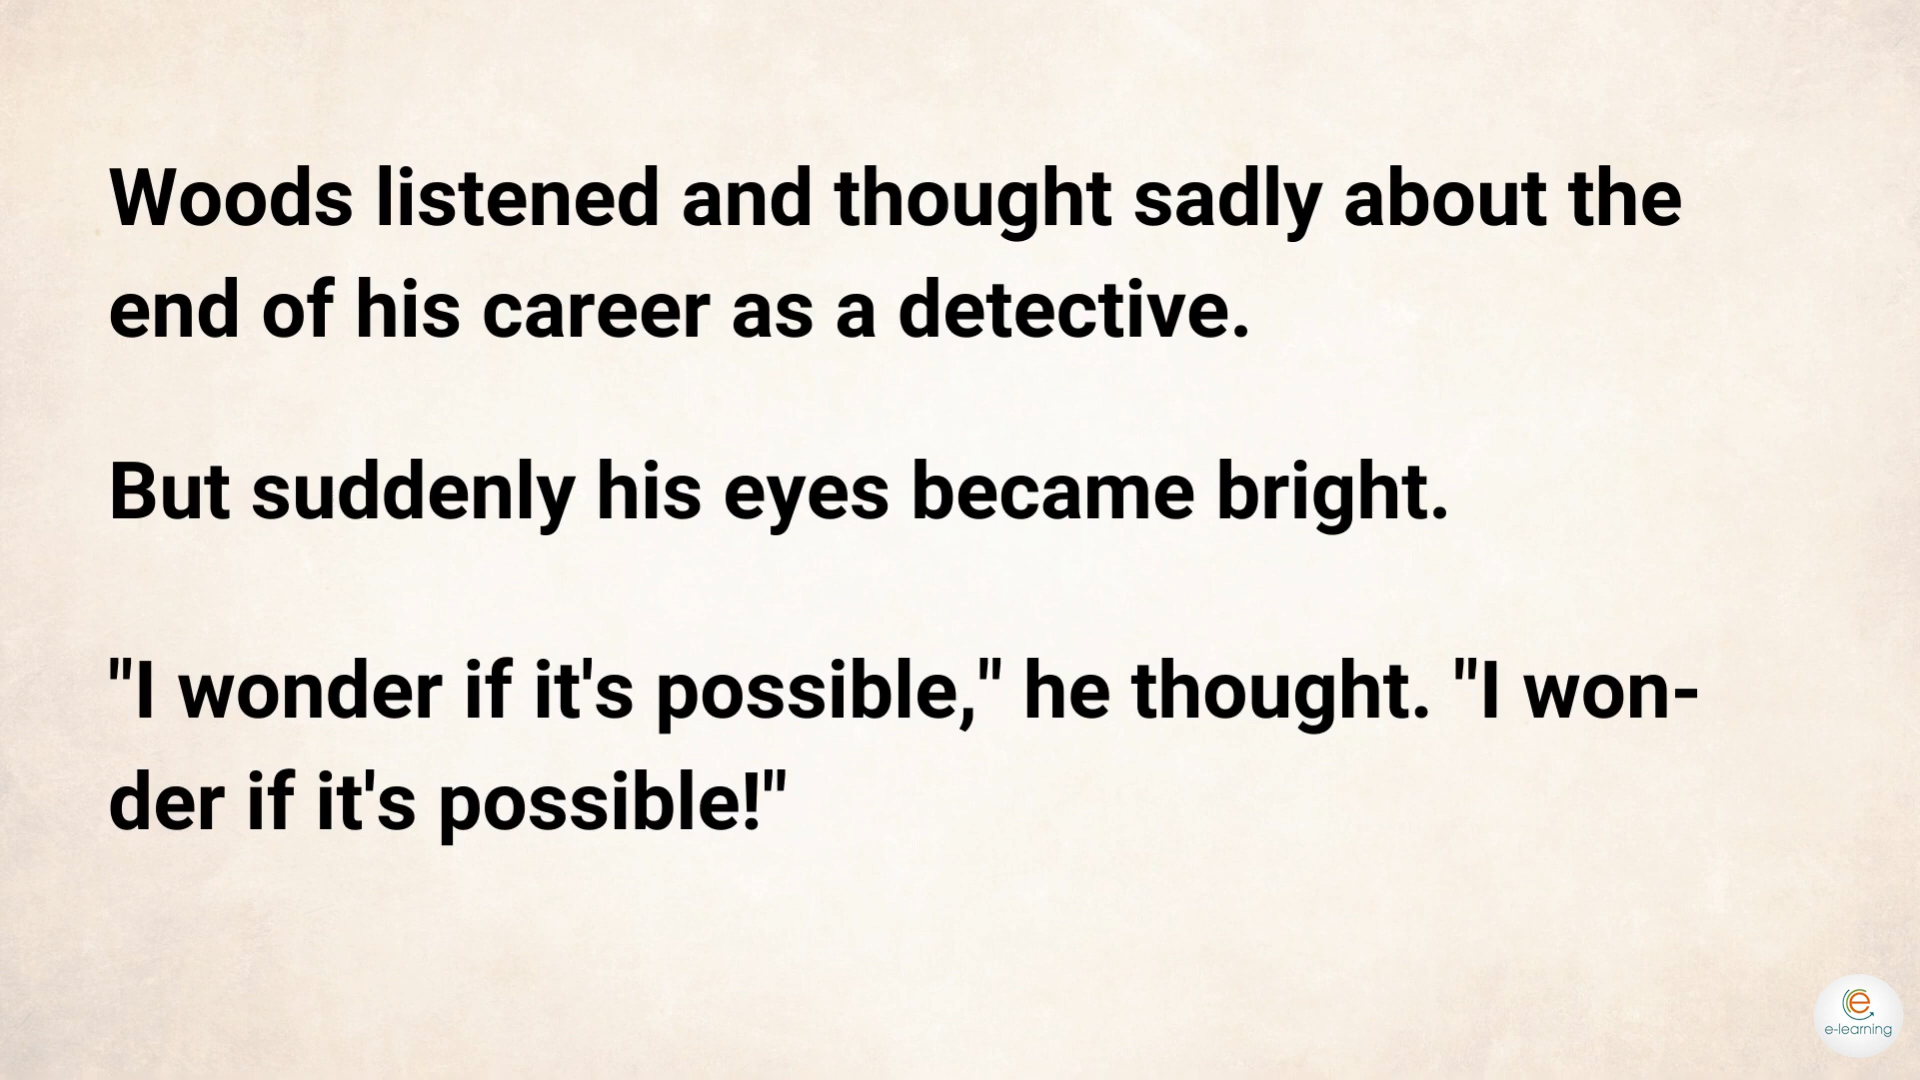 Woods listened and thought sadly about the
end of his career as a detective.
But suddenly his eyes became bright.
"I wonder if it's possible," he thought. "I won-
der if it's possible!"
e
e-learning